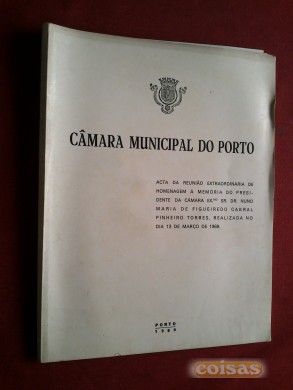 CÂMARA MUNICIPAL DO PORTO
ACTA DA REUNIÃO EXTRAORDINÁRIA DE
HOMENAGEM À MEMÓRIA DO PRESI-
DENTE DA CÂMARA EX.MO SR. DR. NUNO
MARIA DE FIGUEIREDO CABRAL
PINHEIRO TORRES, REALIZADA NO
DIA 13 DE MARÇO DE 1969.
PORTO
1969
coisas